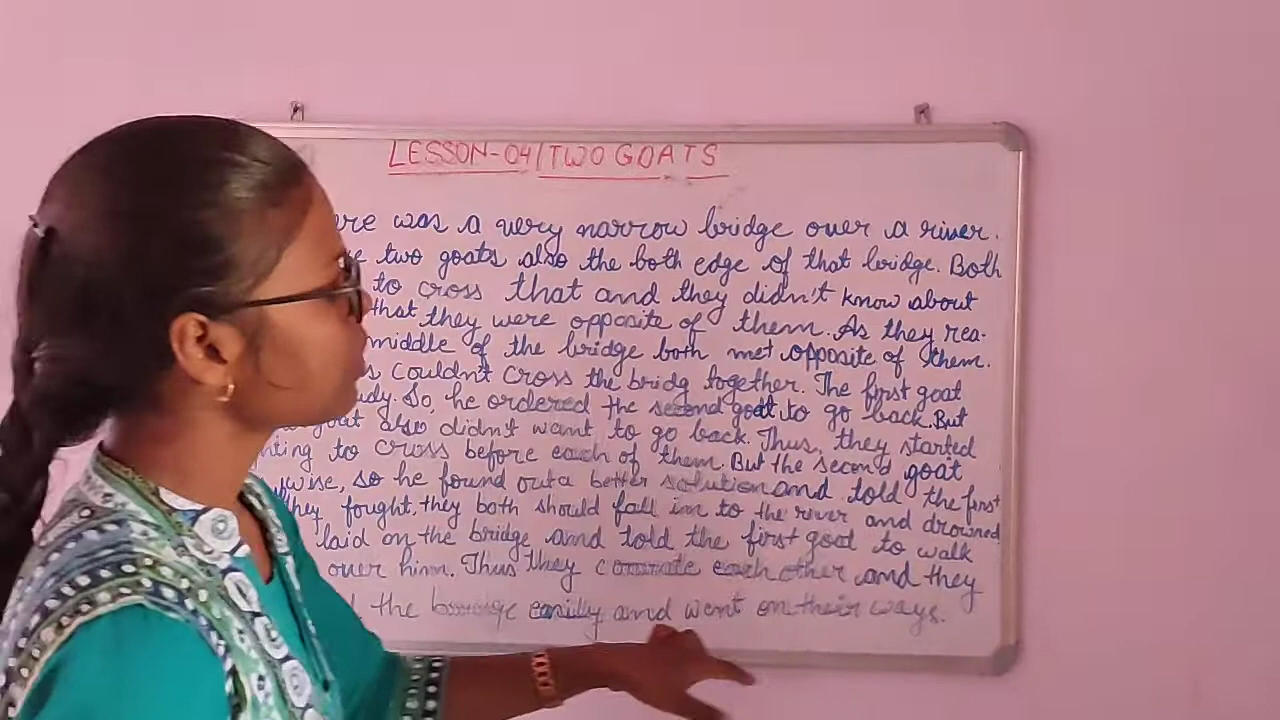 LESSON-04/TWO GOATS
was a very narrow bridge over a river.
two goats also the both edge of that bridge. Both
to cross that and they didn't know about
that they were opposite of them. As they rea-
middle of the bridge both met opposite of them.
couldn't cross the bridg together. The first goat
So, he ordered the second goat to go back. But
goat also didn't want to go back. Thus, they started
to cross before each of them. But the second goat
wise, so he found out a better solution and told the first
they fought, they both should fall in to the river and drowned
laid on the bridge and told the first goat to walk
over him. Thus they each other and they
the easily and went on their ways.